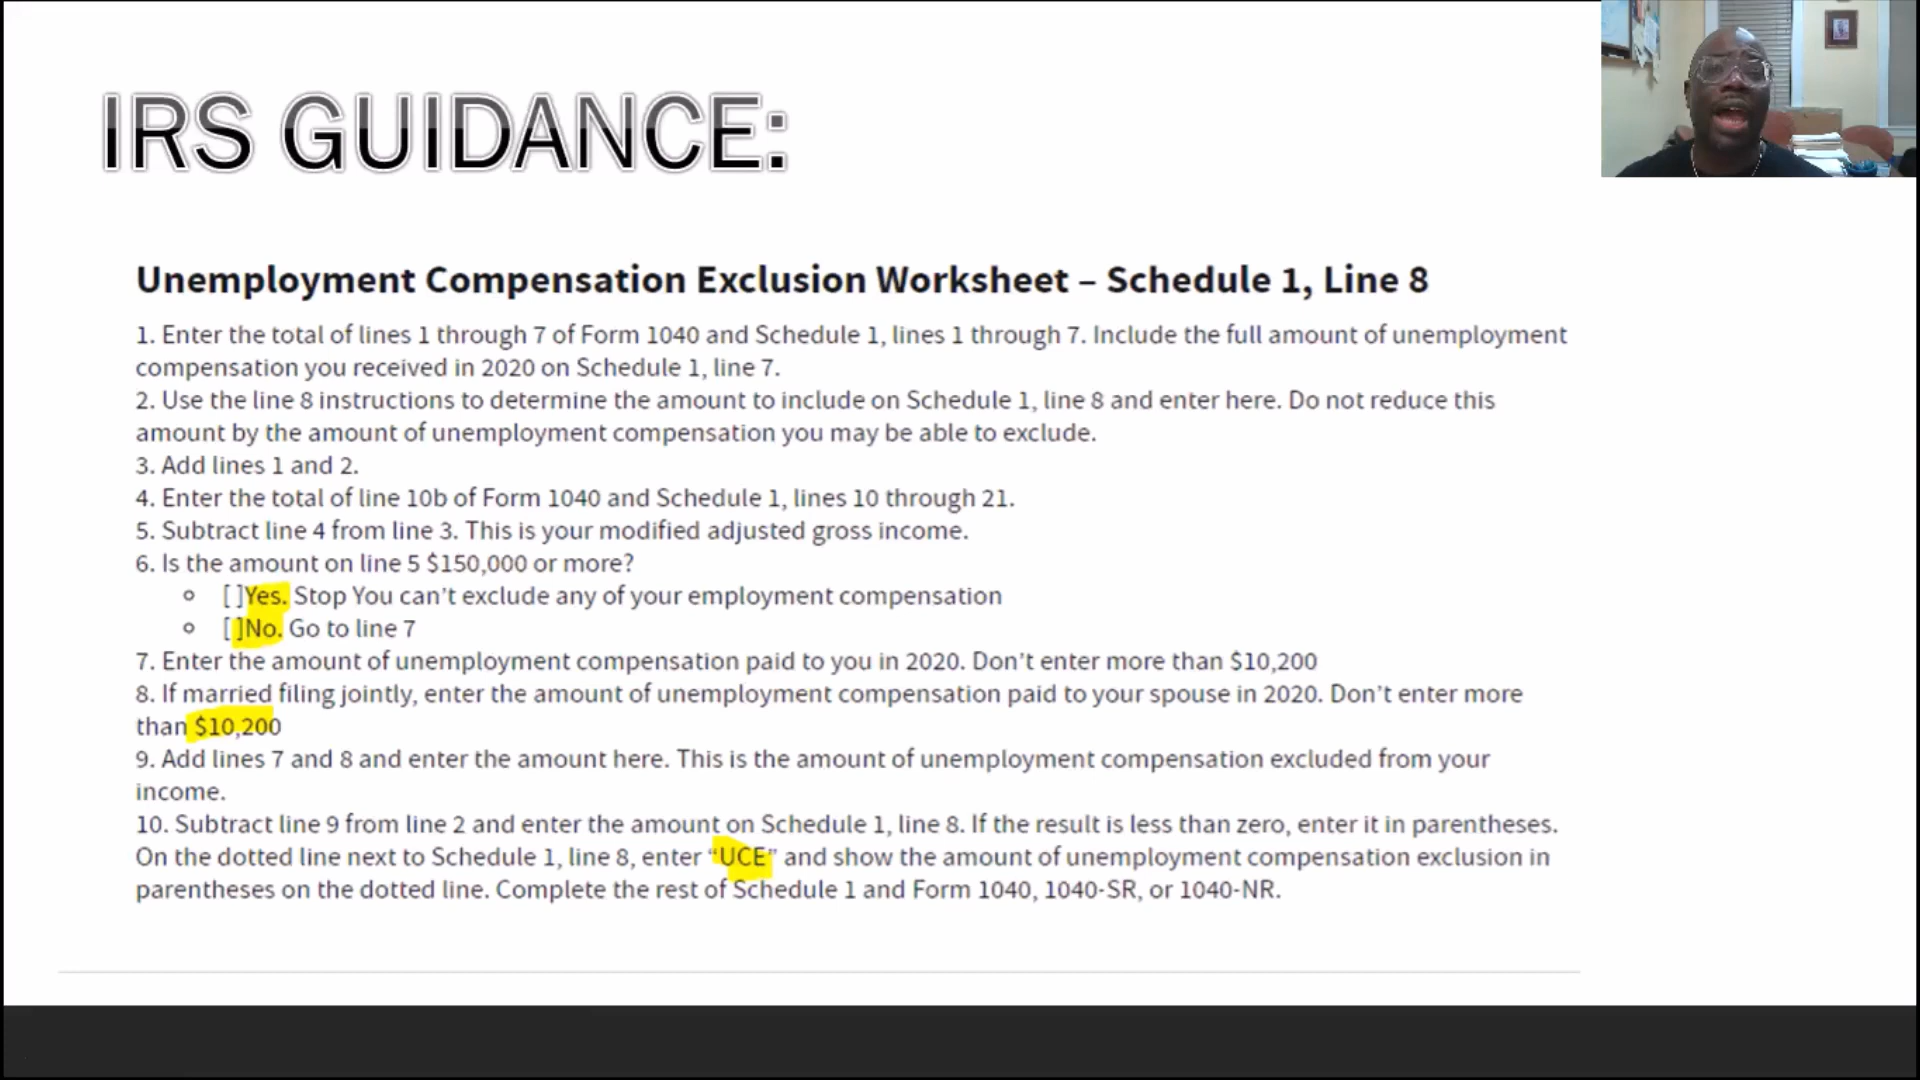 IRS GUIDANCE:
Unemployment Compensation Exclusion Worksheet – Schedule 1, Line 8
1. Enter the total of lines 1 through 7 of Form 1040 and Schedule 1, lines 1 through 7. Include the full amount of unemployment
compensation you received in 2020 on Schedule 1, line 7.
2. Use the line 8 instructions to determine the amount to include on Schedule 1, line 8 and enter here. Do not reduce this
amount by the amount of unemployment compensation you may be able to exclude.
3. Add lines 1 and 2.
4. Enter the total of line 10b of Form 1040 and Schedule 1, lines 10 through 21.
5. Subtract line 4 from line 3. This is your modified adjusted gross income.
6. Is the amount on line 5 $150,000 or more?
[ ]Yes. Stop You can't exclude any of your employment compensation
[ ]No. Go to line 7
7. Enter the amount of unemployment compensation paid to you in 2020. Don't enter more than $10,200
8. If married filing jointly, enter the amount of unemployment compensation paid to your spouse in 2020. Don't enter more
than $10,200
9. Add lines 7 and 8 and enter the amount here. This is the amount of unemployment compensation excluded from your
income.
10. Subtract line 9 from line 2 and enter the amount on Schedule 1, line 8. If the result is less than zero, enter it in parentheses.
On the dotted line next to Schedule 1, line 8, enter “UCE” and show the amount of unemployment compensation exclusion in
parentheses on the dotted line. Complete the rest of Schedule 1 and Form 1040, 1040-SR, or 1040-NR.